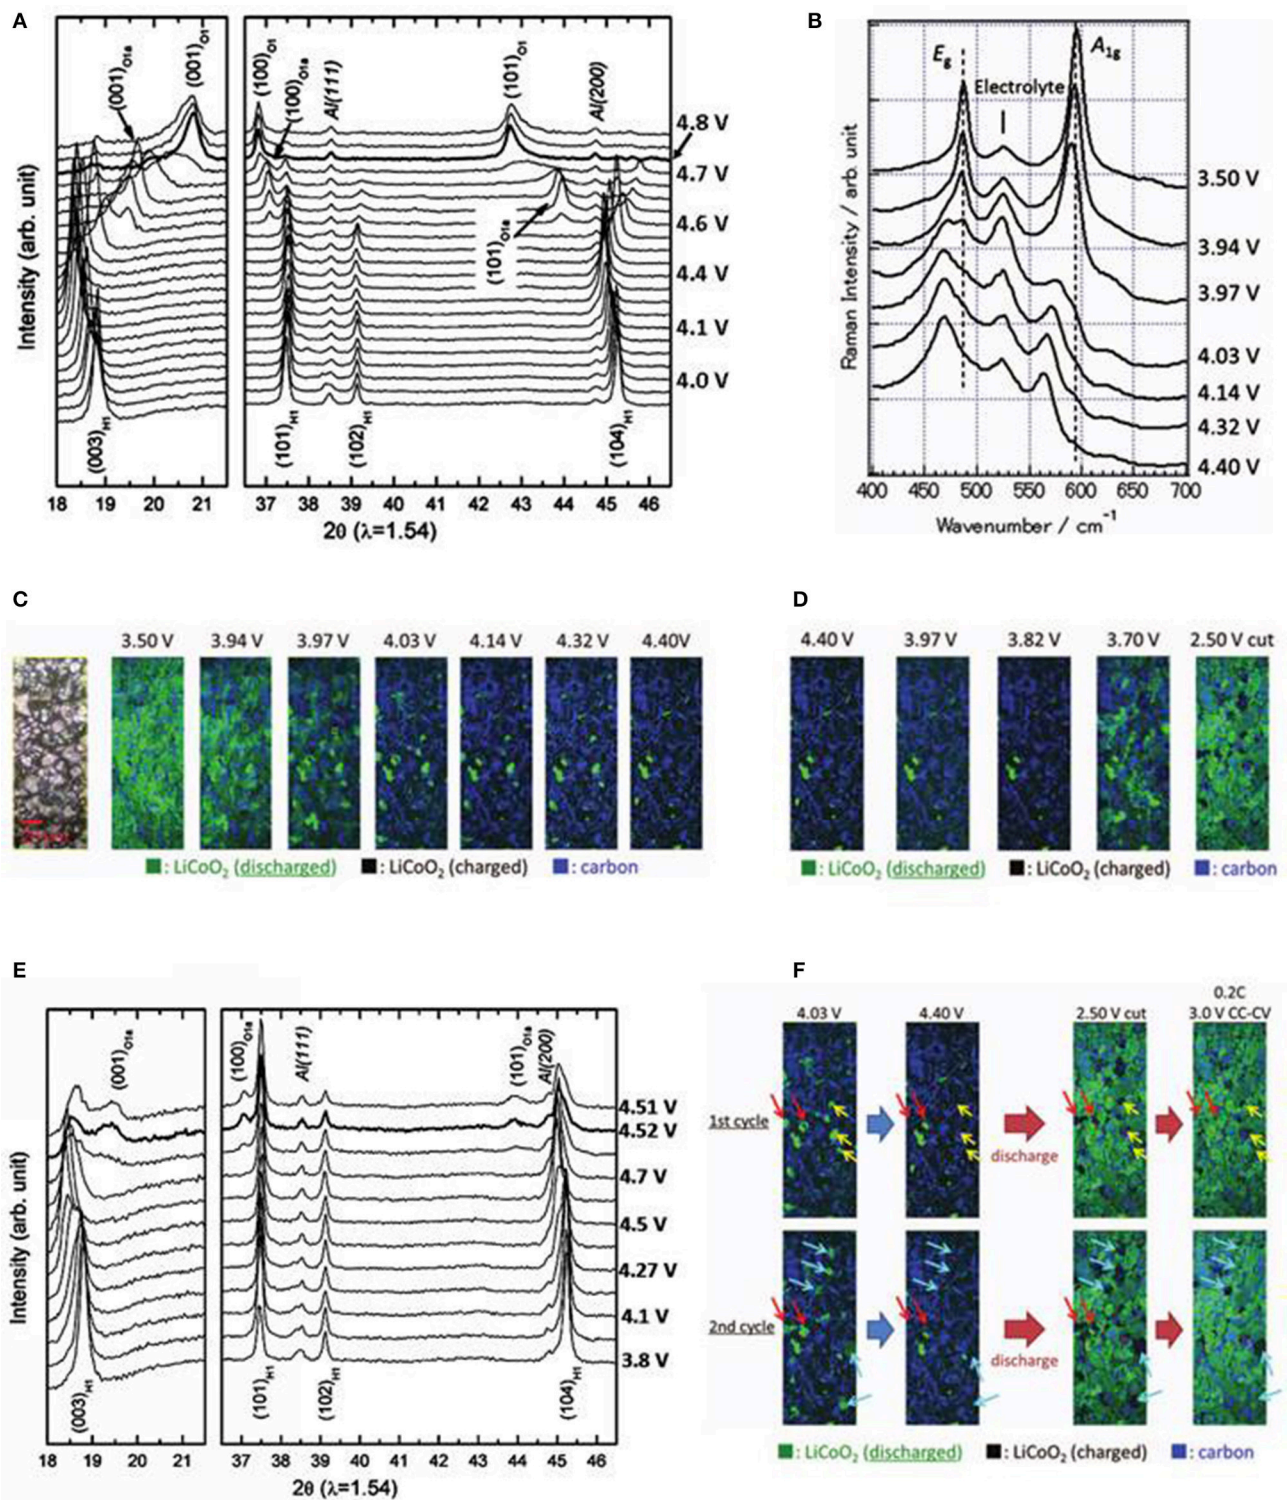 A
(001)O1a
(001)O1
(100)O1
(100)O1a
Al(111)
(101)O1
Al(200)
4.8 V
4.7 V
4.6 V
4.4 V
4.1 V
4.0 V
(101)O1a
(003)H1
(101)H1
(102)H1
(104)H1
Intensity (arb. unit)
18 19 20 21 37 38 39 40 41 42 43 44 45 46
2θ (λ=1.54)
B
Eg
Electrolyte
A1g
3.50 V
3.94 V
3.97 V
4.03 V
4.14 V
4.32 V
4.40 V
Raman Intensity / arb. unit
400 450 500 550 600 650 700
Wavenumber / cm-1
C
3.50 V 3.94 V 3.97 V 4.03 V 4.14 V 4.32 V 4.40V
: LiCoO2 (discharged) : LiCoO2 (charged) : carbon
D
4.40 V 3.97 V 3.82 V 3.70 V 2.50 V cut
: LiCoO2 (discharged) : LiCoO2 (charged) : carbon
E
(001)O1a
(100)O1a
Al(111)
(101)O1a
Al(200)
4.51 V
4.52 V
4.7 V
4.5 V
4.27 V
4.1 V
3.8 V
(003)H1
(101)H1
(102)H1
(104)H1
Intensity (arb. unit)
18 19 20 21 37 38 39 40 41 42 43 44 45 46
2θ (λ=1.54)
F
0.2C
4.03 V 4.40 V 2.50 V cut 3.0 V CC-CV
1st cycle
discharge
2nd cycle
discharge
: LiCoO2 (discharged) : LiCoO2 (charged) : carbon